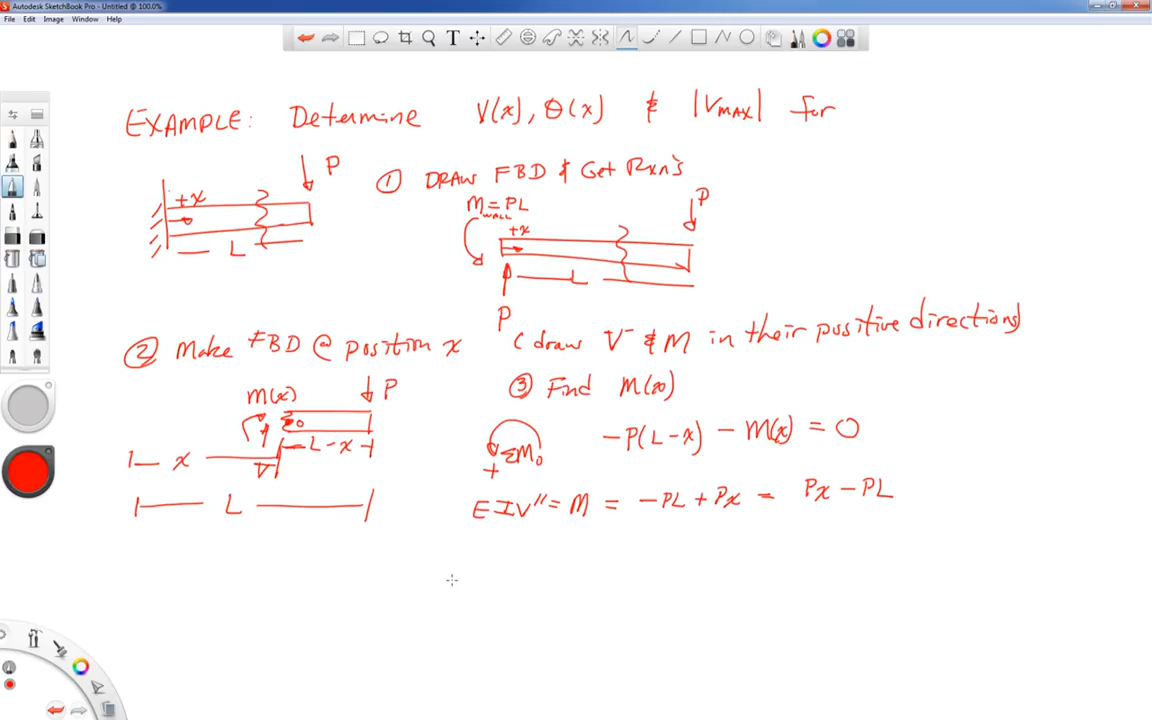 Autodesk SketchBook Pro - Untitled @ 100.0%
File Edit Image Window Help
T
EXAMPLE: Determine V(x), θ(x) & |VMAX| for
P
+x
L
① DRAW FBD & Get Rxn's
M WALL = PL
P
+x
L
P
② Make FBD @ position x (draw V & M in their positive directions)
M(x)
P
o
L-x
x
V
L
③ Find M(x)
+ ΣMo -P(L-x) - M(x) = 0
EIV'' = M = -PL + Px = Px - PL